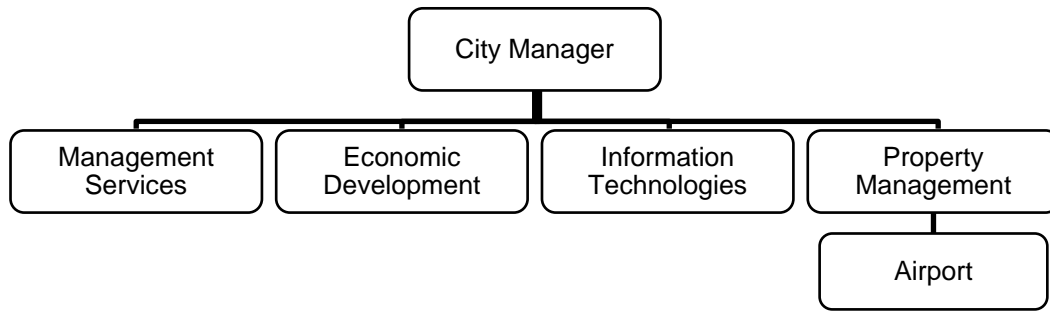 City Manager
Management
Services
Economic
Development
Information
Technologies
Property
Management
Airport